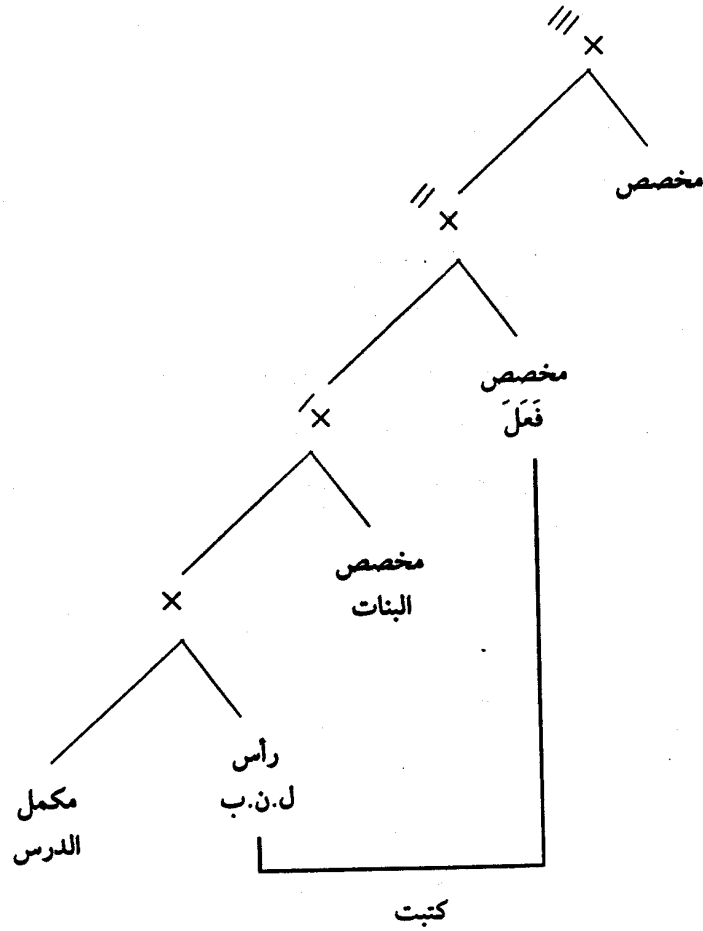 ///
×
مخصص
//
×
مخصص
فَعَلَ
/
×
مخصص
البنات
×
رأس
ل.ن.ب
مكمل
الدرس
كتبت